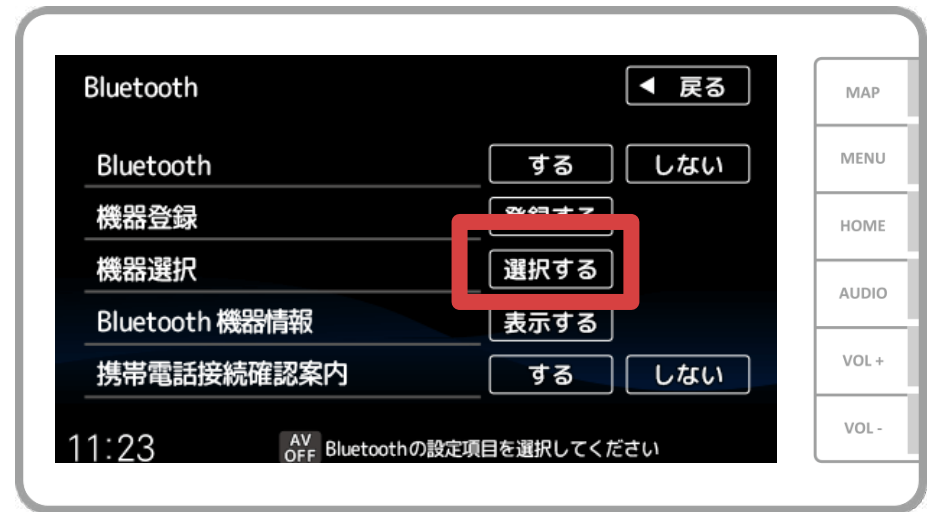 Bluetooth
◀ 戻る
Bluetooth する しない
機器登録 登録する
機器選択 選択する
Bluetooth 機器情報 表示する
携帯電話接続確認案内 する しない
11:23 AV OFF Bluetoothの設定項目を選択してください
MAP
MENU
HOME
AUDIO
VOL +
VOL -